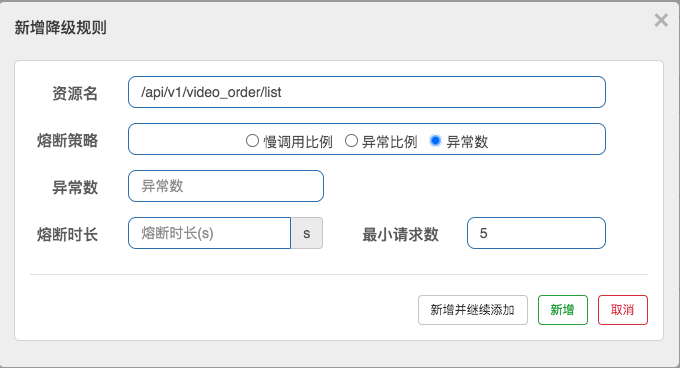 新增降级规则
×
资源名 /api/v1/video_order/list
熔断策略 慢调用比例 异常比例 异常数
异常数 异常数
熔断时长 熔断时长(s) s 最小请求数 5
新增并继续添加 新增 取消